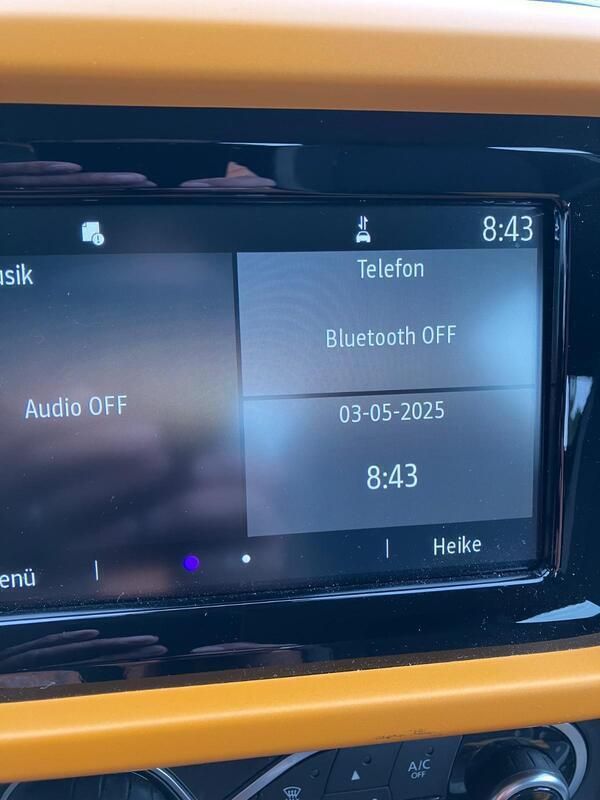 8:43
usik
Telefon
Bluetooth OFF
Audio OFF
03-05-2025
8:43
enü
Heike
A/C
OFF